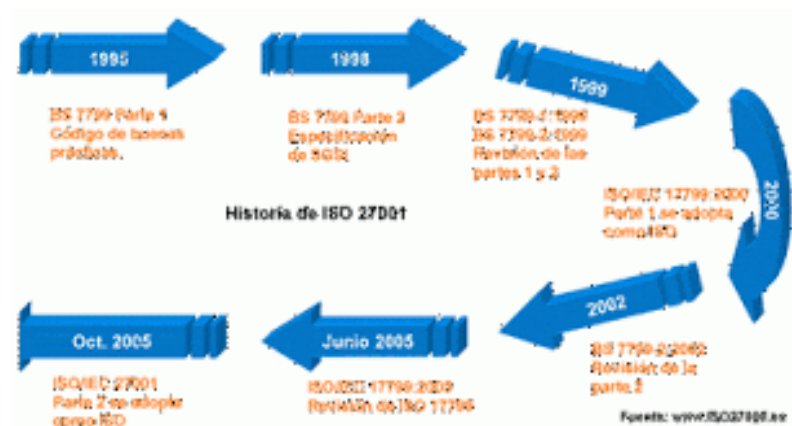 1995
BS 7799 Parte 1
Código de buenas
prácticas.
1998
BS 7799 Parte 2
Especificación
de SGSI
1999
BS 7799-1:1999
BS 7799-2:1999
Revisión de las
partes 1 y 2
2000
ISO/IEC 17799:2000
Parte 1 se adopta
como ISO
Historia de ISO 27001
2002
BS 7799-2:2002
Revisión de la
parte 2
Junio 2005
ISO/IEC
Revisión de ISO 17799
Oct. 2005
ISO/IEC 27001
Parte 2 se adopta
como ISO
Fuente: www.ISO27000.es